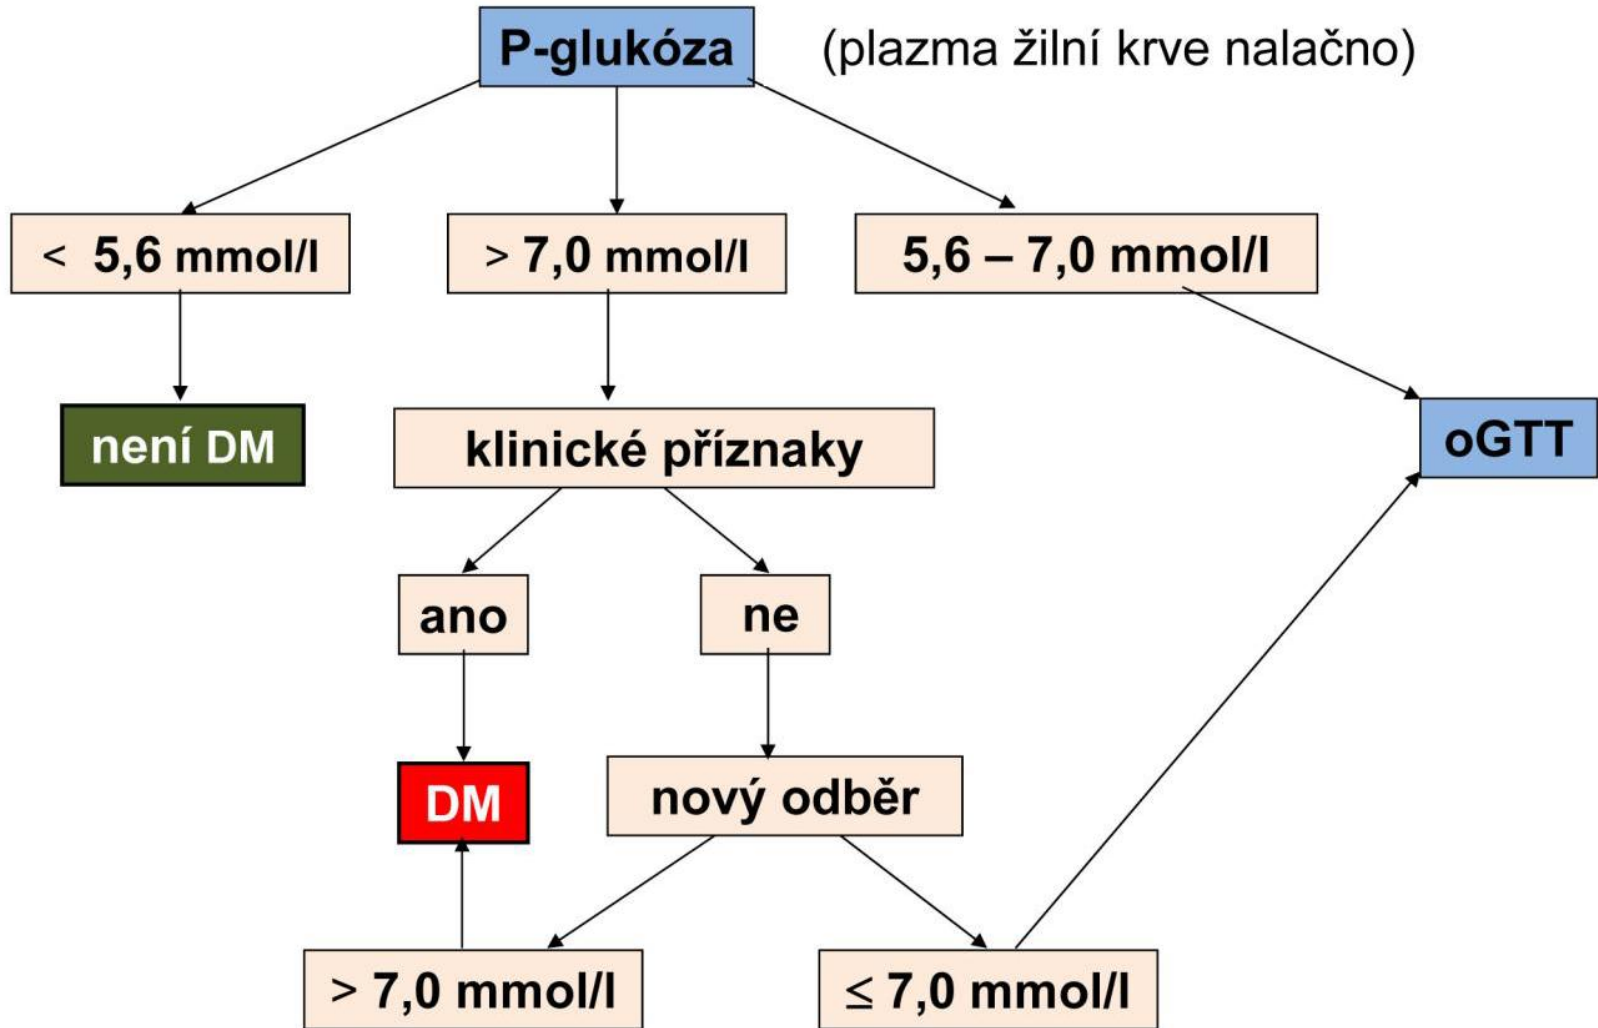 P-glukóza
(plazma žilní krve nalačno)
< 5,6 mmol/l
> 7,0 mmol/l
5,6 – 7,0 mmol/l
není DM
klinické příznaky
oGTT
ano
ne
DM
nový odběr
> 7,0 mmol/l
≤ 7,0 mmol/l